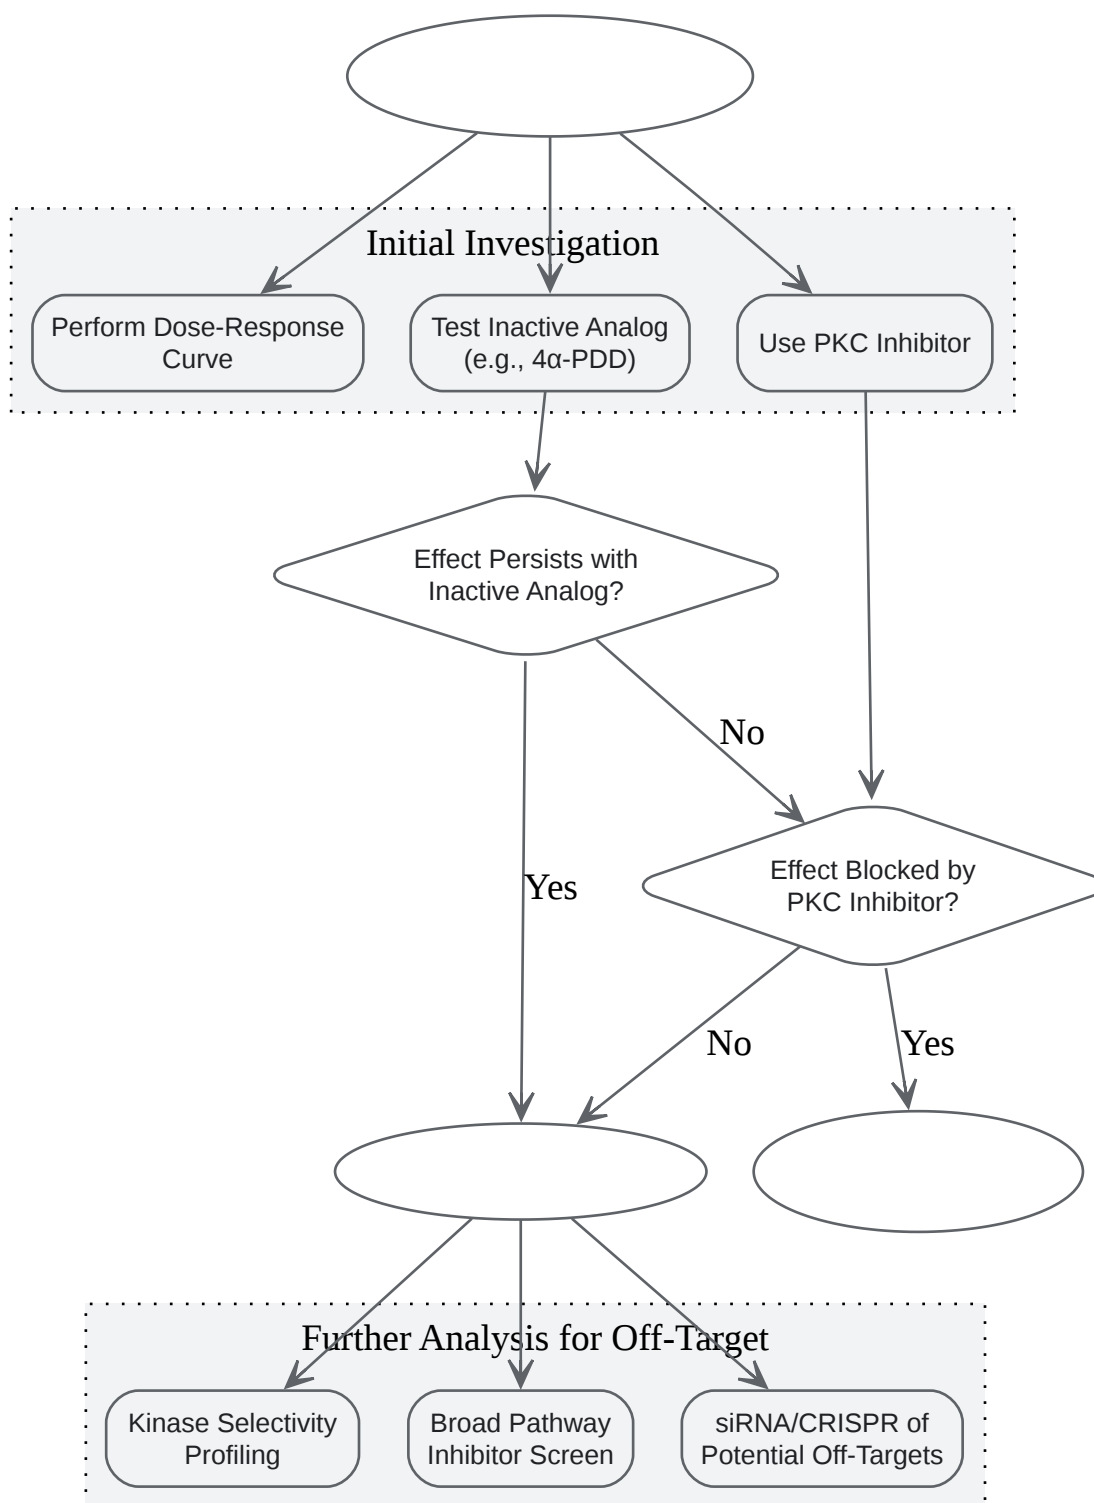 Initial Investigation
Perform Dose-Response
Curve
Test Inactive Analog
(e.g., 4α-PDD)
Use PKC Inhibitor
Effect Persists with
Inactive Analog?
No
Effect Blocked by
PKC Inhibitor?
Yes
No
Yes
Further Analysis for Off-Target
Kinase Selectivity
Profiling
Broad Pathway
Inhibitor Screen
siRNA/CRISPR of
Potential Off-Targets